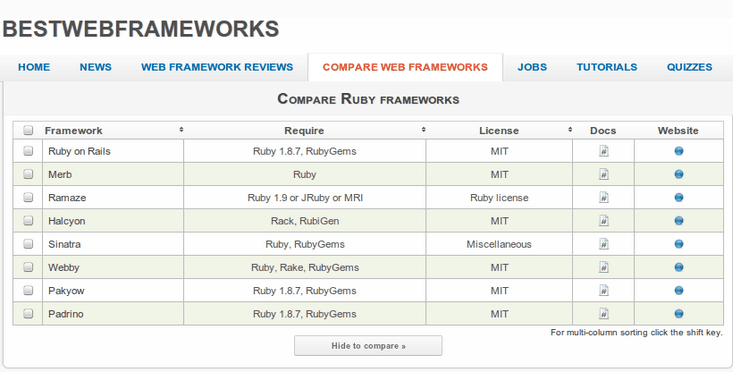 BESTWEBFRAMEWORKS
HOME NEWS WEB FRAMEWORK REVIEWS COMPARE WEB FRAMEWORKS JOBS TUTORIALS QUIZZES
COMPARE RUBY FRAMEWORKS
Framework Require License Docs Website
Ruby on Rails Ruby 1.8.7, RubyGems MIT #
Merb Ruby MIT #
Ramaze Ruby 1.9 or JRuby or MRI Ruby license #
Halcyon Rack, RubiGen MIT #
Sinatra Ruby, RubyGems Miscellaneous #
Webby Ruby, Rake, RubyGems MIT #
Pakyow Ruby 1.8.7, RubyGems MIT #
Padrino Ruby 1.8.7, RubyGems MIT #
For multi-column sorting click the shift key.
Hide to compare »